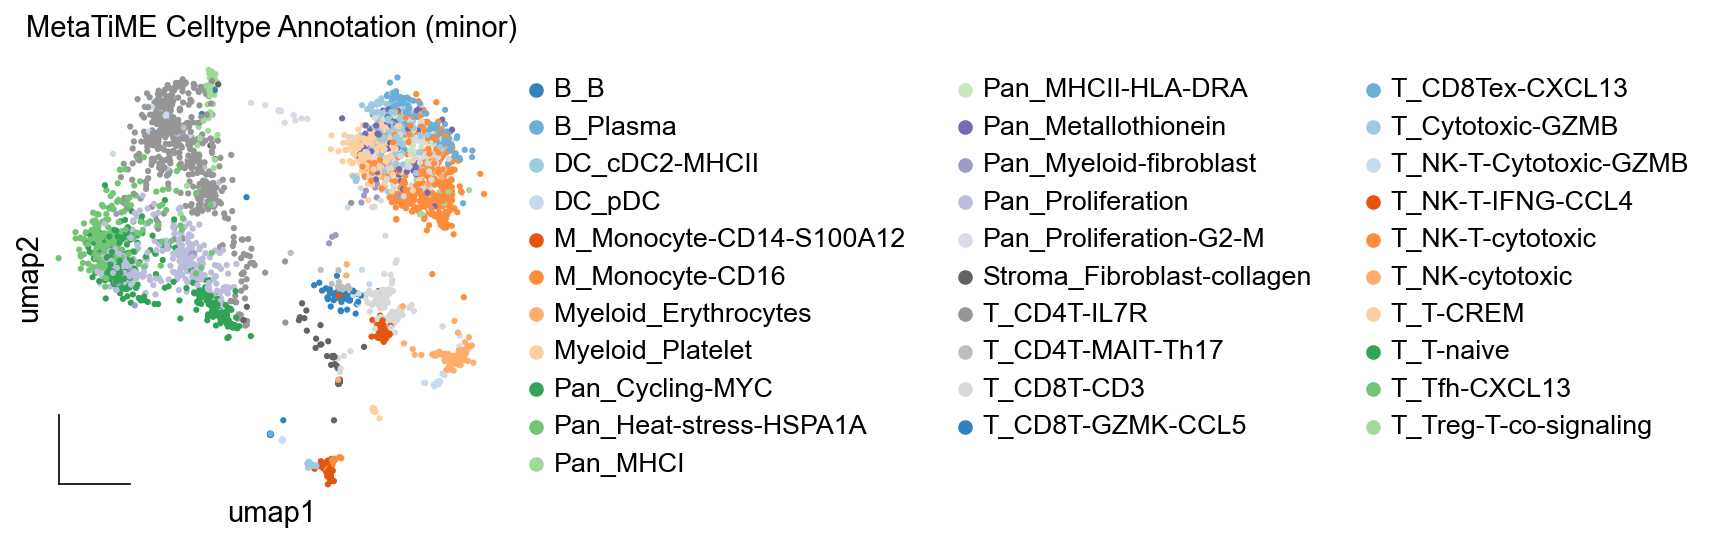 MetaTiME Celltype Annotation (minor)
B_B
B_Plasma
DC_cDC2-MHCII
DC_pDC
M_Monocyte-CD14-S100A12
M_Monocyte-CD16
Myeloid_Erythrocytes
Myeloid_Platelet
Pan_Cycling-MYC
Pan_Heat-stress-HSPA1A
Pan_MHCI
Pan_MHCII-HLA-DRA
Pan_Metallothionein
Pan_Myeloid-fibroblast
Pan_Proliferation
Pan_Proliferation-G2-M
Stroma_Fibroblast-collagen
T_CD4T-IL7R
T_CD4T-MAIT-Th17
T_CD8T-CD3
T_CD8T-GZMK-CCL5
T_CD8Tex-CXCL13
T_Cytotoxic-GZMB
T_NK-T-Cytotoxic-GZMB
T_NK-T-IFNG-CCL4
T_NK-T-cytotoxic
T_NK-cytotoxic
T_T-CREM
T_T-naive
T_Tfh-CXCL13
T_Treg-T-co-signaling
umap2
umap1